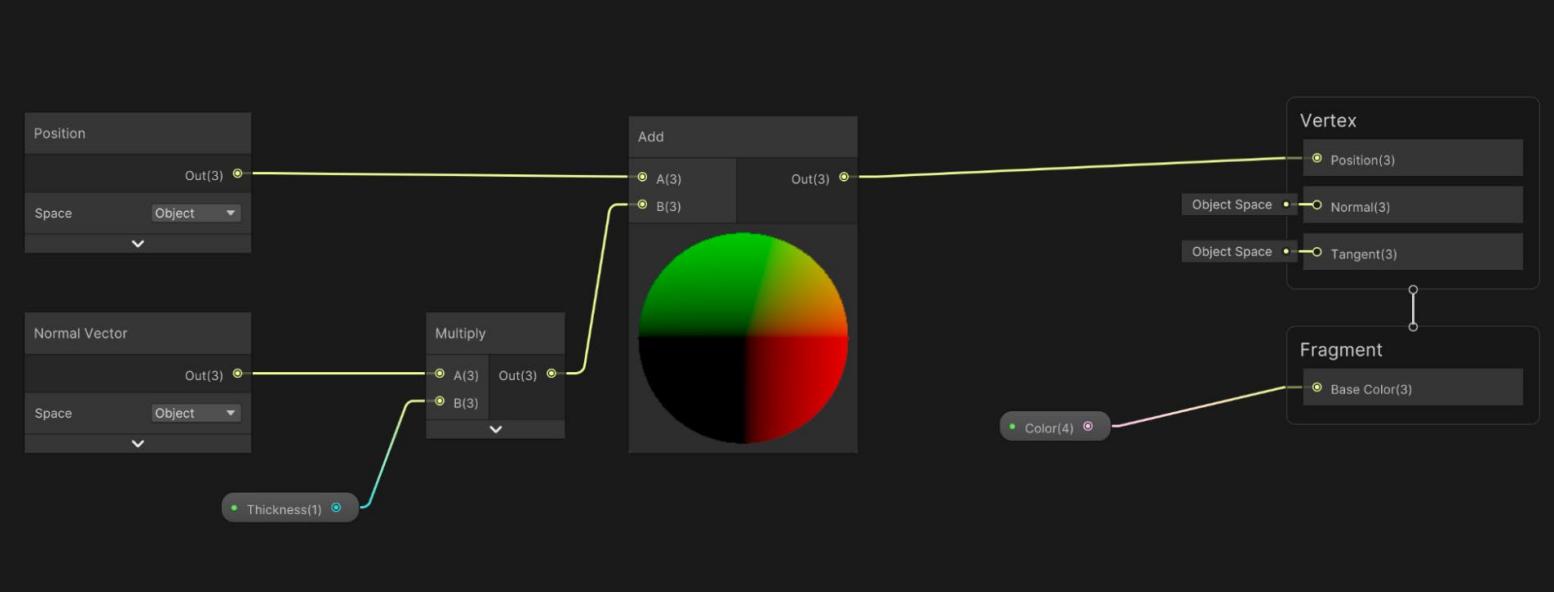 Position
Out(3)
Space Object
Normal Vector
Out(3)
Space Object
Thickness(1)
Multiply
A(3) Out(3)
B(3)
Add
A(3) Out(3)
B(3)
Color(4)
Vertex
Position(3)
Object Space Normal(3)
Object Space Tangent(3)
Fragment
Base Color(3)